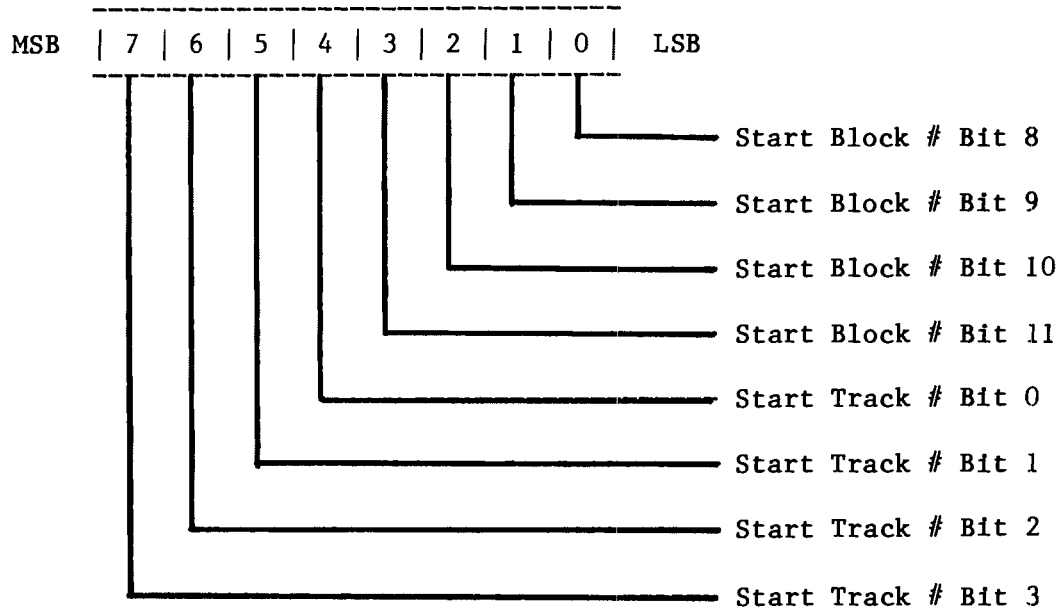 MSB | 7 | 6 | 5 | 4 | 3 | 2 | 1 | 0 | LSB
Start Block # Bit 8
Start Block # Bit 9
Start Block # Bit 10
Start Block # Bit 11
Start Track # Bit 0
Start Track # Bit 1
Start Track # Bit 2
Start Track # Bit 3